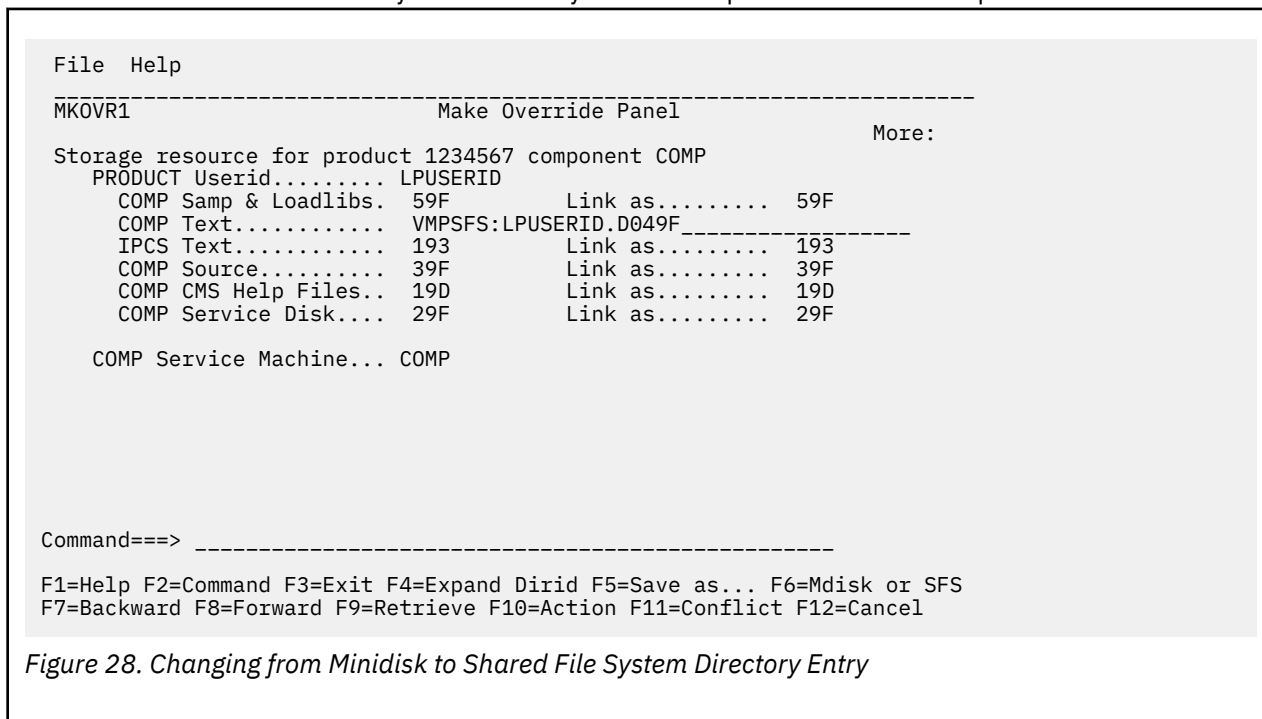 File  Help
________________________________________________________________________
MKOVR1                        Make Override Panel
More:
Storage resource for product 1234567 component COMP
PRODUCT Userid......... LPUSERID
COMP Samp & Loadlibs.  59F         Link as.........  59F
COMP Text............  VMPSFS:LPUSERID.D049F__________________
IPCS Text............  193         Link as.........  193
COMP Source..........  39F         Link as.........  39F
COMP CMS Help Files..  19D         Link as.........  19D
COMP Service Disk....  29F         Link as.........  29F
COMP Service Machine... COMP
Command===> __________________________________________________
F1=Help F2=Command F3=Exit F4=Expand Dirid F5=Save as... F6=Mdisk or SFS
F7=Backward F8=Forward F9=Retrieve F10=Action F11=Conflict F12=Cancel
Figure 28. Changing from Minidisk to Shared File System Directory Entry